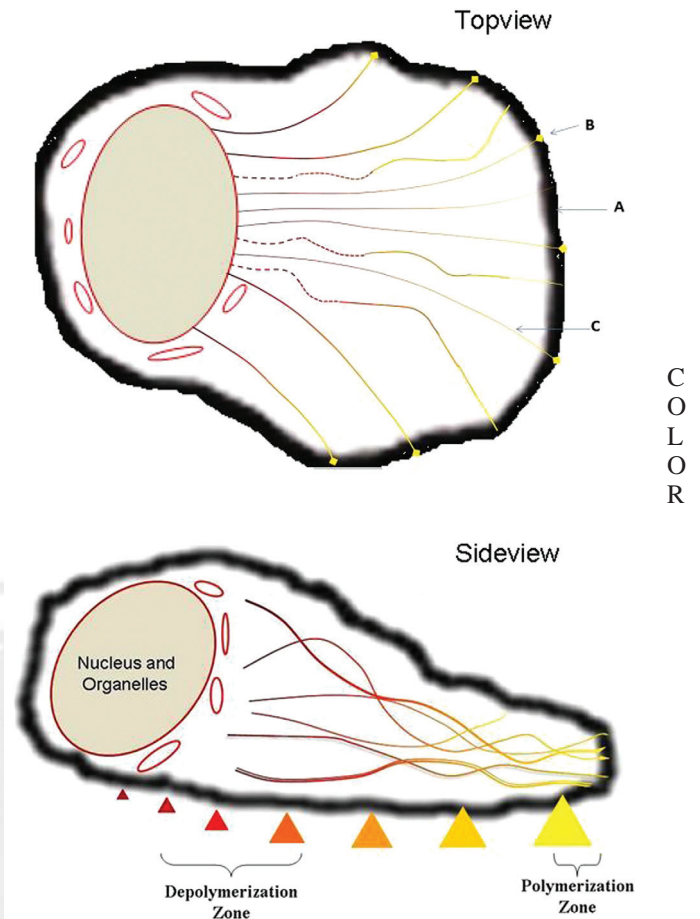 Topview
B
A
C
C
O
L
O
R
Sideview
Nucleus and
Organelles
Depolymerization
Zone
Polymerization
Zone